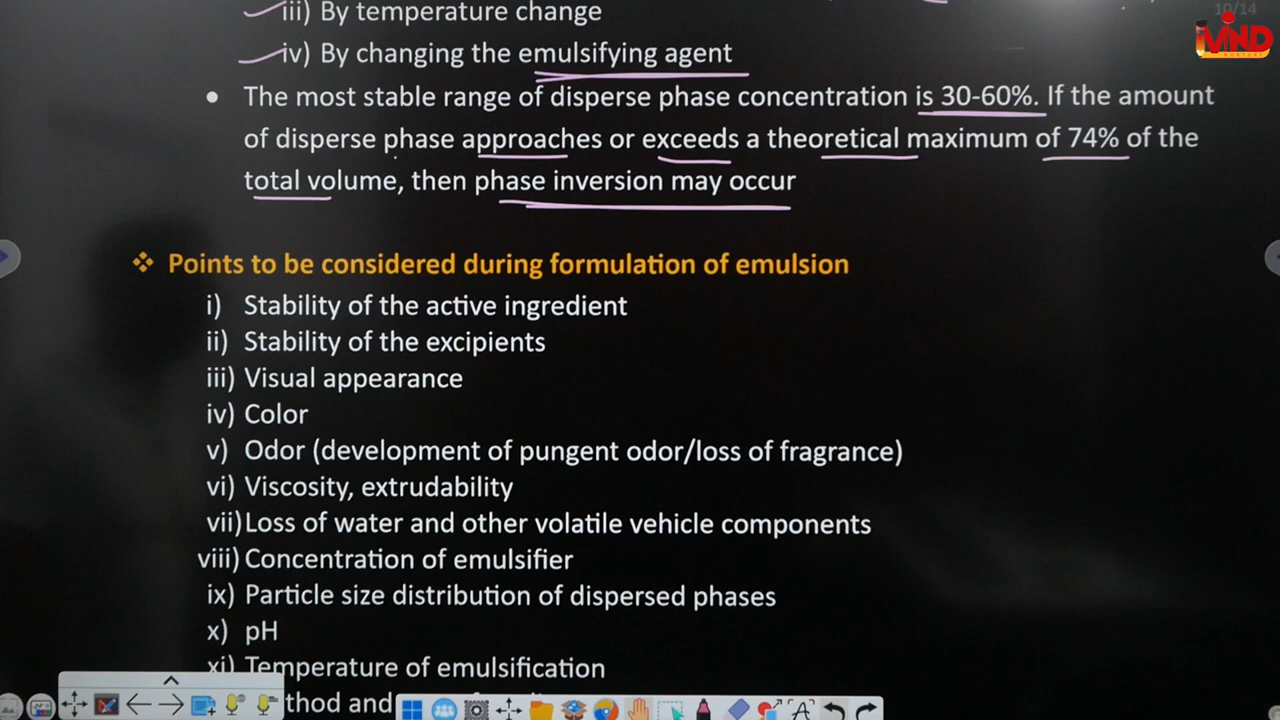 10/14
iii) By temperature change
iv) By changing the emulsifying agent
• The most stable range of disperse phase concentration is 30-60%. If the amount
of disperse phase approaches or exceeds a theoretical maximum of 74% of the
total volume, then phase inversion may occur
❖ Points to be considered during formulation of emulsion
i) Stability of the active ingredient
ii) Stability of the excipients
iii) Visual appearance
iv) Color
v) Odor (development of pungent odor/loss of fragrance)
vi) Viscosity, extrudability
vii) Loss of water and other volatile vehicle components
viii) Concentration of emulsifier
ix) Particle size distribution of dispersed phases
x) pH
xi) Temperature of emulsification
thod and